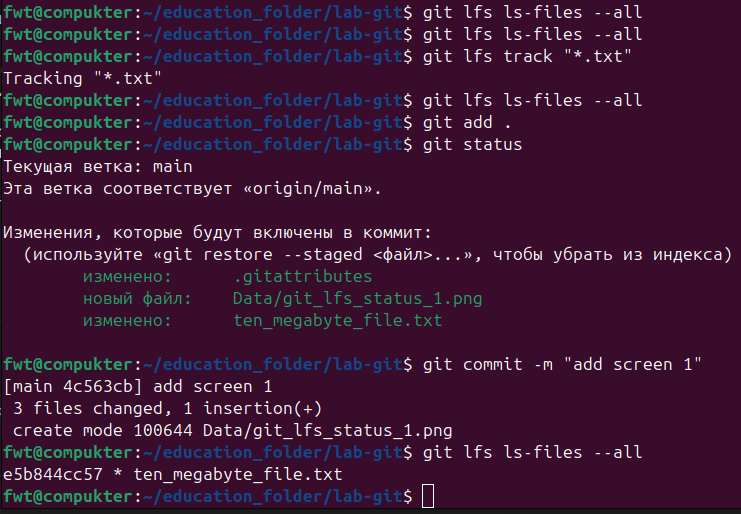 fwt@compukter:~/education_folder/lab-git$ git lfs ls-files --all
fwt@compukter:~/education_folder/lab-git$ git lfs ls-files --all
fwt@compukter:~/education_folder/lab-git$ git lfs track "*.txt"
Tracking "*.txt"
fwt@compukter:~/education_folder/lab-git$ git lfs ls-files --all
fwt@compukter:~/education_folder/lab-git$ git add .
fwt@compukter:~/education_folder/lab-git$ git status
Текущая ветка: main
Эта ветка соответствует «origin/main».

Изменения, которые будут включены в коммит:
  (используйте «git restore --staged <файл>...», чтобы убрать из индекса)
        изменено:      .gitattributes
        новый файл:    Data/git_lfs_status_1.png
        изменено:      ten_megabyte_file.txt

fwt@compukter:~/education_folder/lab-git$ git commit -m "add screen 1"
[main 4c563cb] add screen 1
 3 files changed, 1 insertion(+)
 create mode 100644 Data/git_lfs_status_1.png
fwt@compukter:~/education_folder/lab-git$ git lfs ls-files --all
e5b844cc57 * ten_megabyte_file.txt
fwt@compukter:~/education_folder/lab-git$